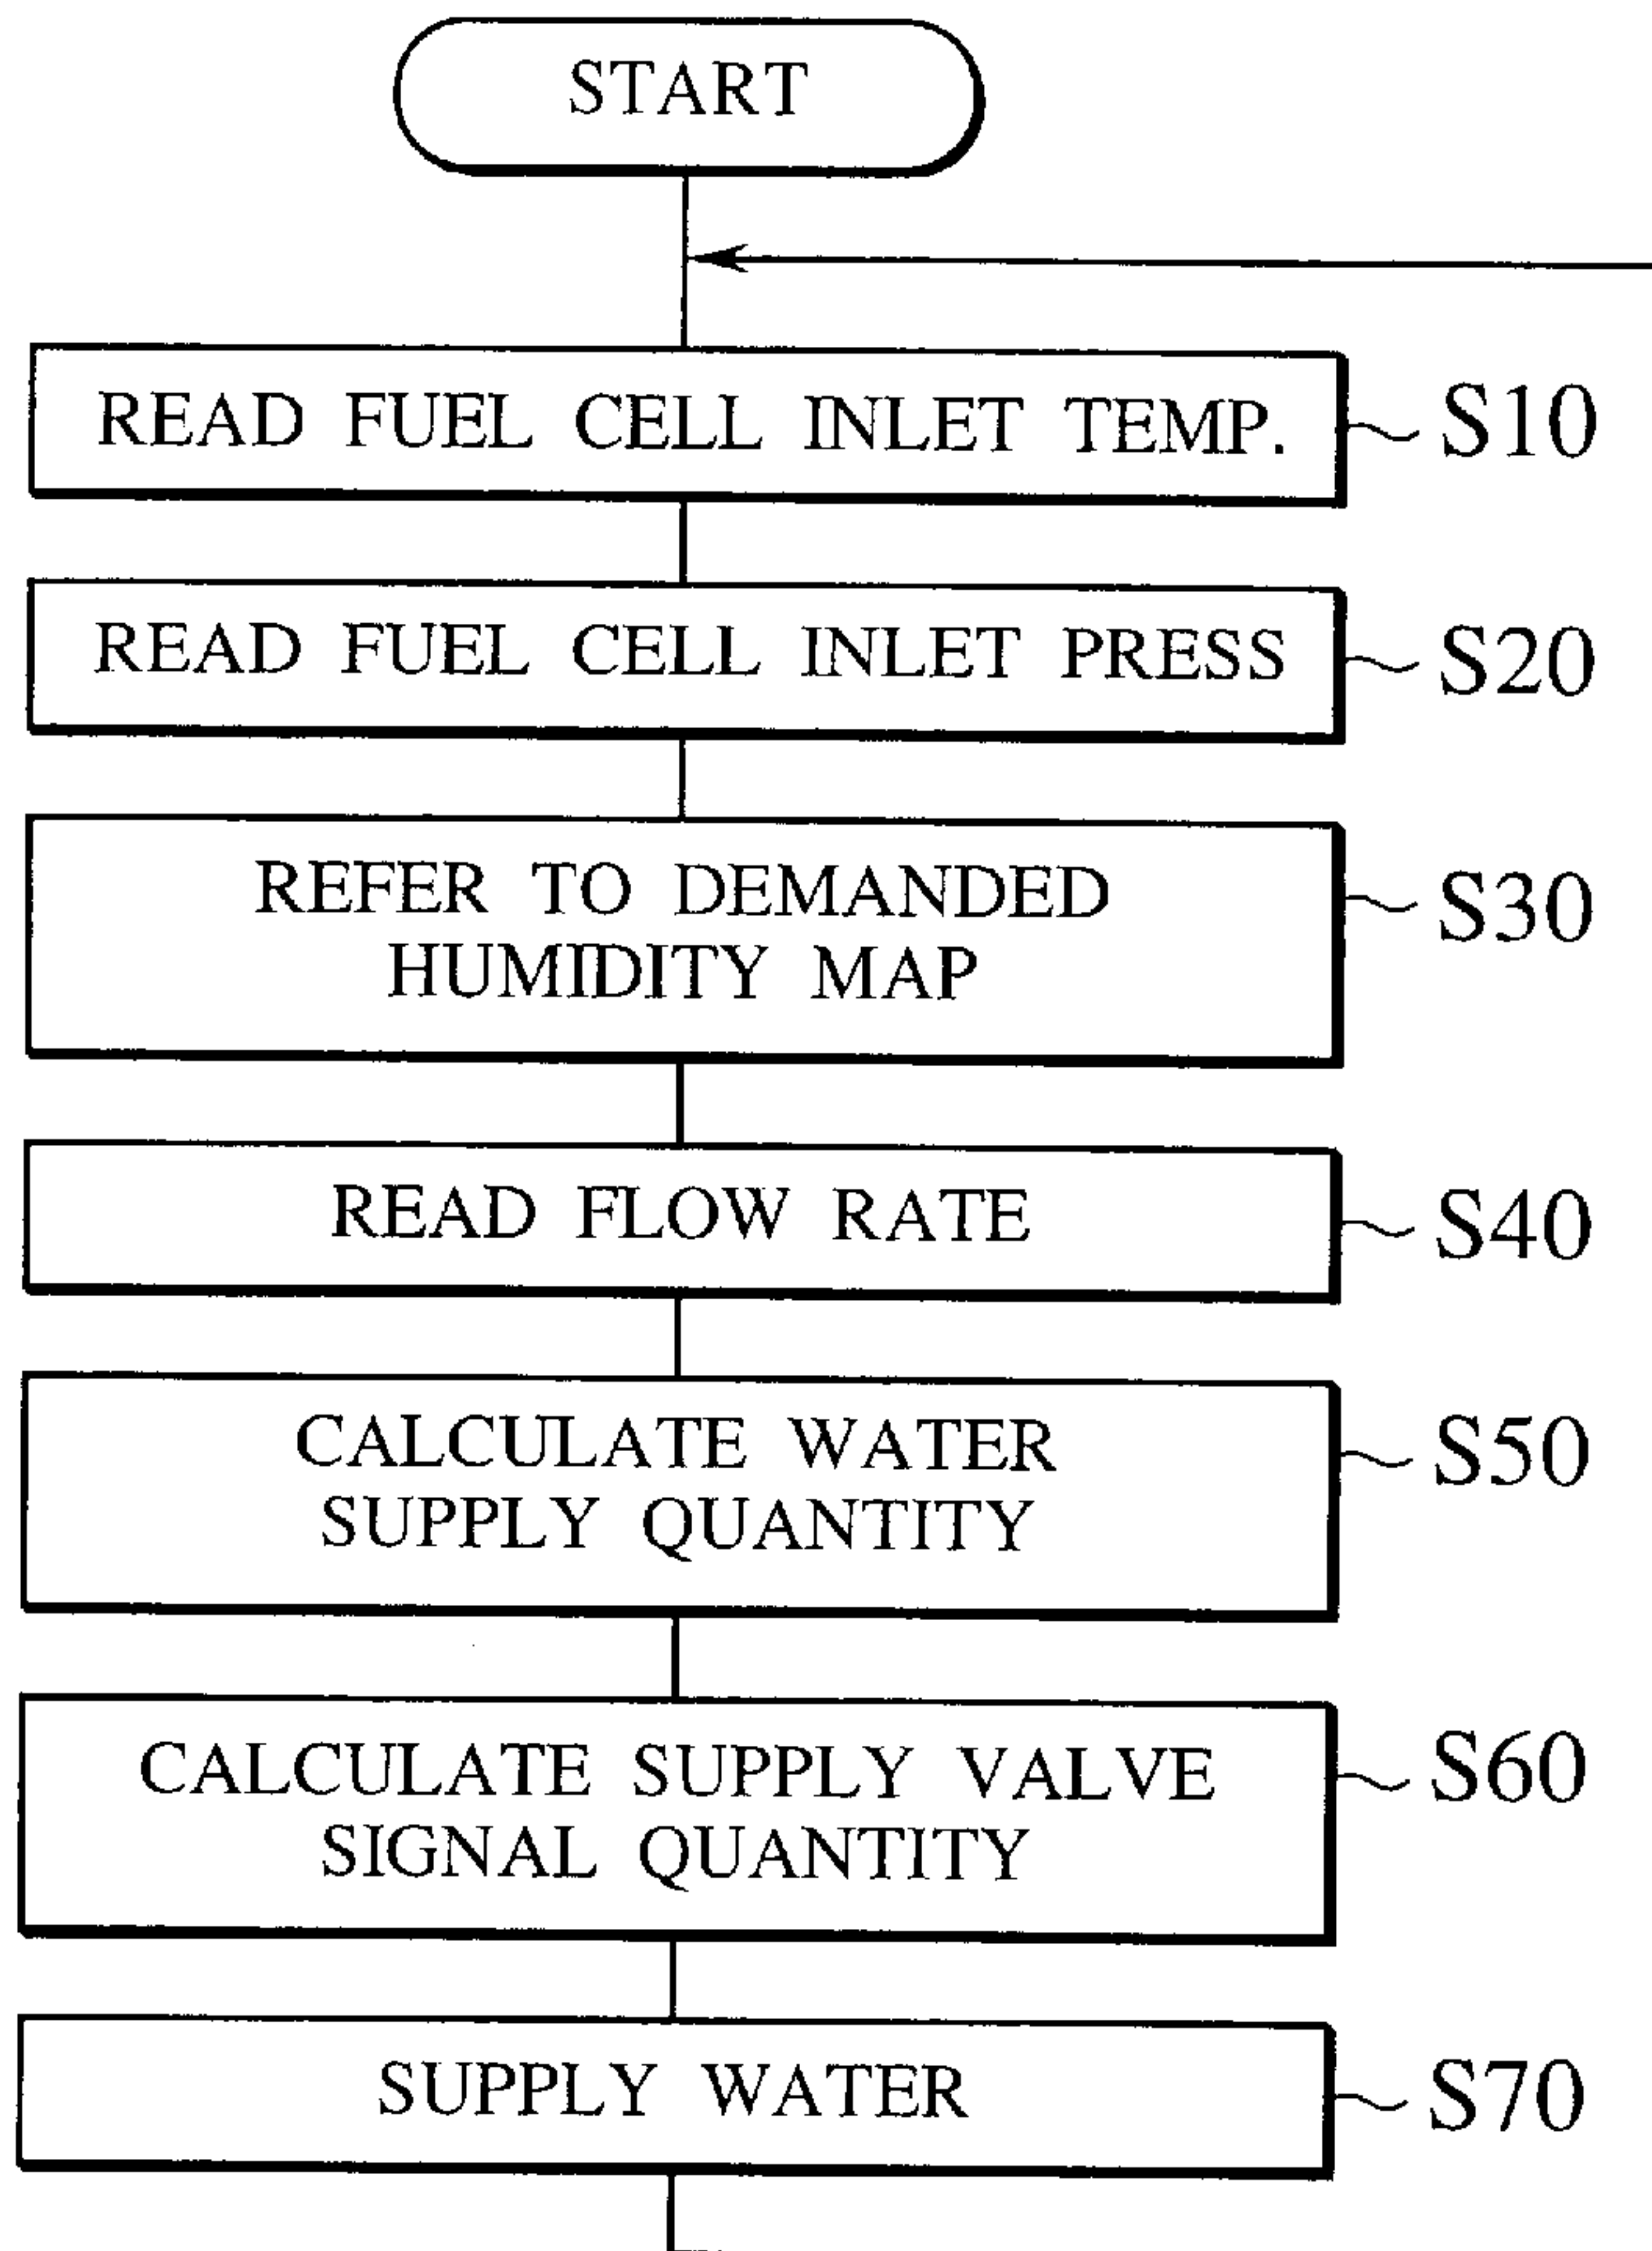 START
READ FUEL CELL INLET TEMP.
S10
READ FUEL CELL INLET PRESS
S20
REFER TO DEMANDED
HUMIDITY MAP
S30
READ FLOW RATE
S40
CALCULATE WATER
SUPPLY QUANTITY
S50
CALCULATE SUPPLY VALVE
SIGNAL QUANTITY
S60
SUPPLY WATER
S70